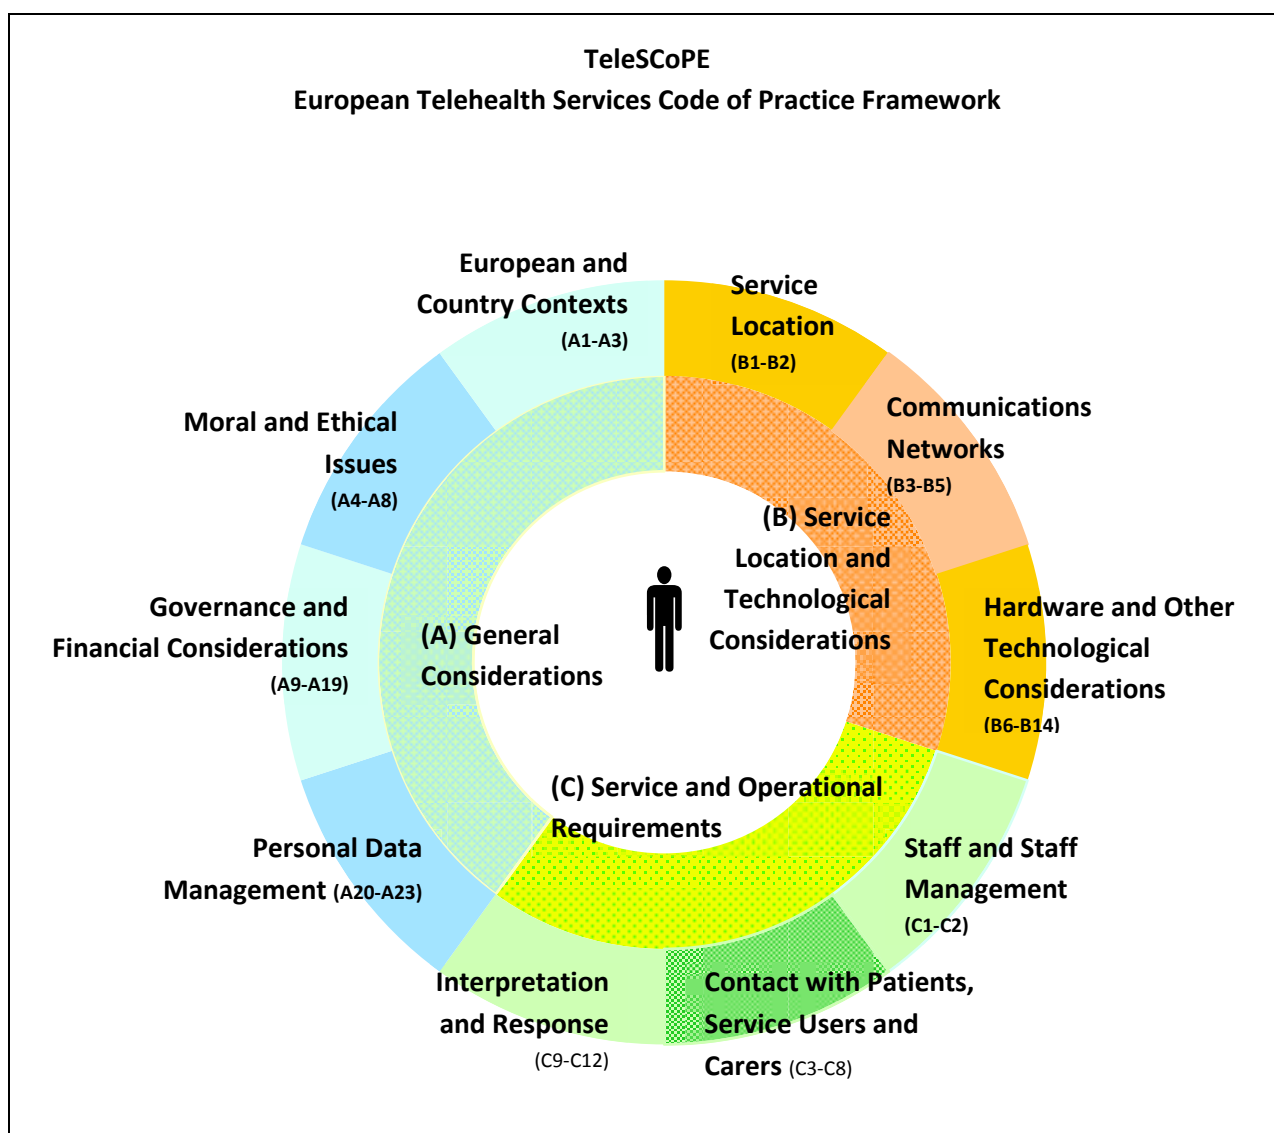 TeleSCoPE
European Telehealth Services Code of Practice Framework
European and
Country Contexts
(A1-A3)
Service
Location
(B1-B2)
Moral and Ethical
Issues
(A4-A8)
Communications
Networks
(B3-B5)
(B) Service
Location and
Technological
Considerations
Governance and
Financial Considerations
(A9-A19)
(A) General
Considerations
Hardware and Other
Technological
Considerations
(B6-B14)
(C) Service and Operational
Requirements
Personal Data
Management (A20-A23)
Staff and Staff
Management
(C1-C2)
Interpretation
and Response
(C9-C12)
Contact with Patients,
Service Users and
Carers (C3-C8)